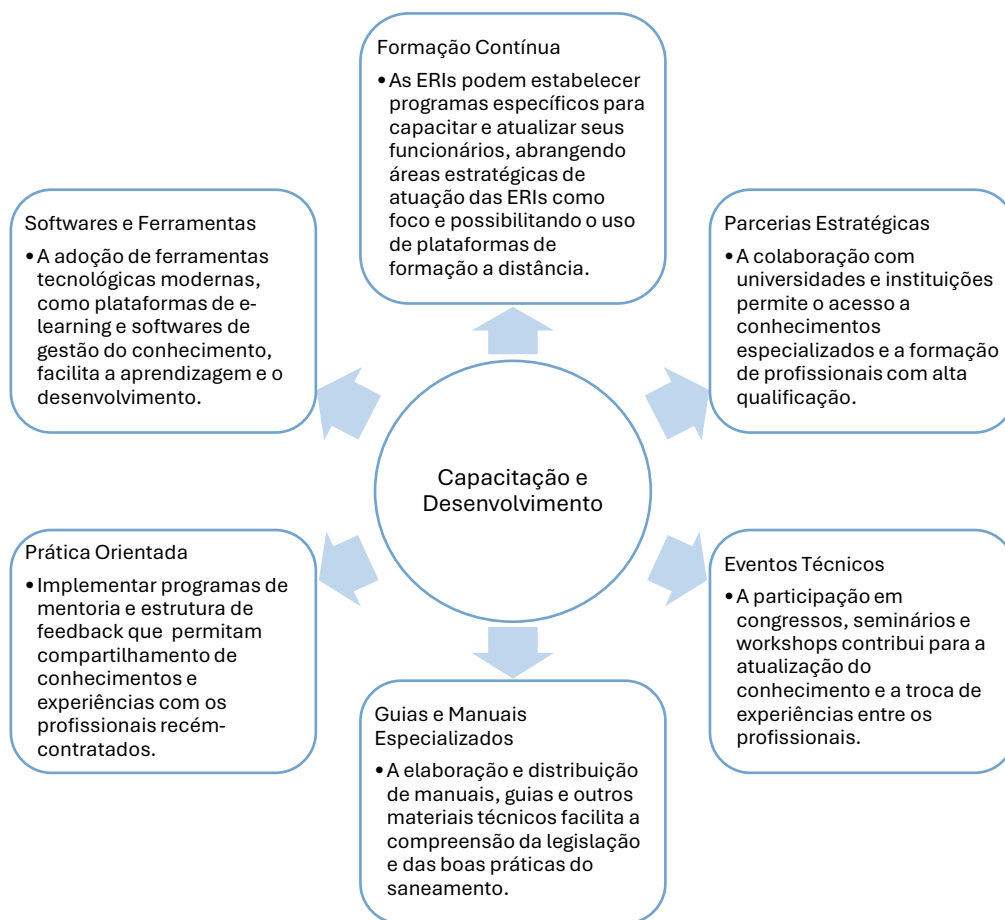 Formação Contínua
•As ERIs podem estabelecer
programas específicos para
capacitar e atualizar seus
funcionários, abrangendo
áreas estratégicas de
atuação das ERIs como
foco e possibilitando o uso
de plataformas de
formação a distância.
Parcerias Estratégicas
•A colaboração com
universidades e instituições
permite o acesso a
conhecimentos
especializados e a formação
de profissionais com alta
qualificação.
Eventos Técnicos
•A participação em
congressos, seminários e
workshops contribui para a
atualização do
conhecimento e a troca de
experiências entre os
profissionais.
Guias e Manuais
Especializados
•A elaboração e distribuição
de manuais, guias e outros
materiais técnicos facilita a
compreensão da legislação
e das boas práticas do
saneamento.
Prática Orientada
•Implementar programas de
mentoria e estrutura de
feedback que permitam
compartilhamento de
conhecimentos e
experiências com os
profissionais recém-
contratados.
Softwares e Ferramentas
•A adoção de ferramentas
tecnológicas modernas,
como plataformas de e-
learning e softwares de
gestão do conhecimento,
facilita a aprendizagem e o
desenvolvimento.
Capacitação e
Desenvolvimento